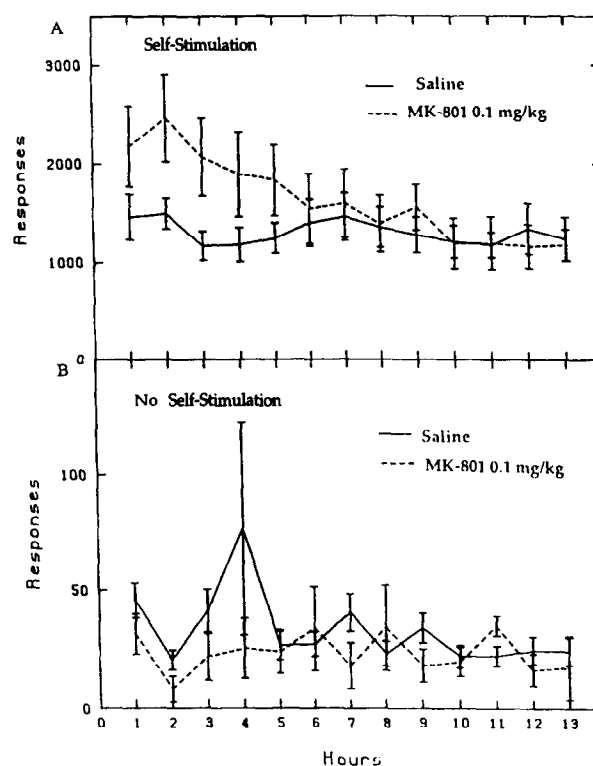 A
Self-Stimulation
3000
2000
1000
0
Responses
Saline
MK-801 0.1 mg/kg
B
No Self-Stimulation
100
50
0
Responses
Saline
MK-801 0.1 mg/kg
0 1 2 3 4 5 6 7 8 9 10 11 12 13
Hours